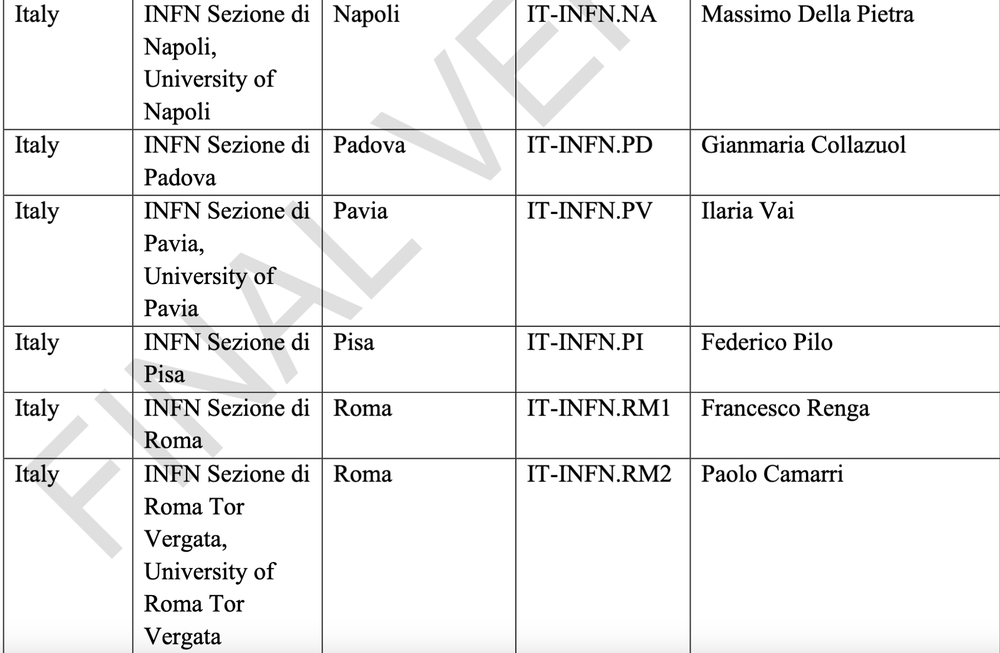 Italy INFN Sezione di Napoli IT-INFN.NA Massimo Della Pietra
Napoli,
University of
Napoli
Italy INFN Sezione di Padova IT-INFN.PD Gianmaria Collazuol
Padova
Italy INFN Sezione di Pavia IT-INFN.PV Ilaria Vai
Pavia,
University of
Pavia
Italy INFN Sezione di Pisa IT-INFN.PI Federico Pilo
Pisa
Italy INFN Sezione di Roma IT-INFN.RM1 Francesco Renga
Roma
Italy INFN Sezione di Roma IT-INFN.RM2 Paolo Camarri
Roma Tor
Vergata,
University of
Roma Tor
Vergata
FINAL VE